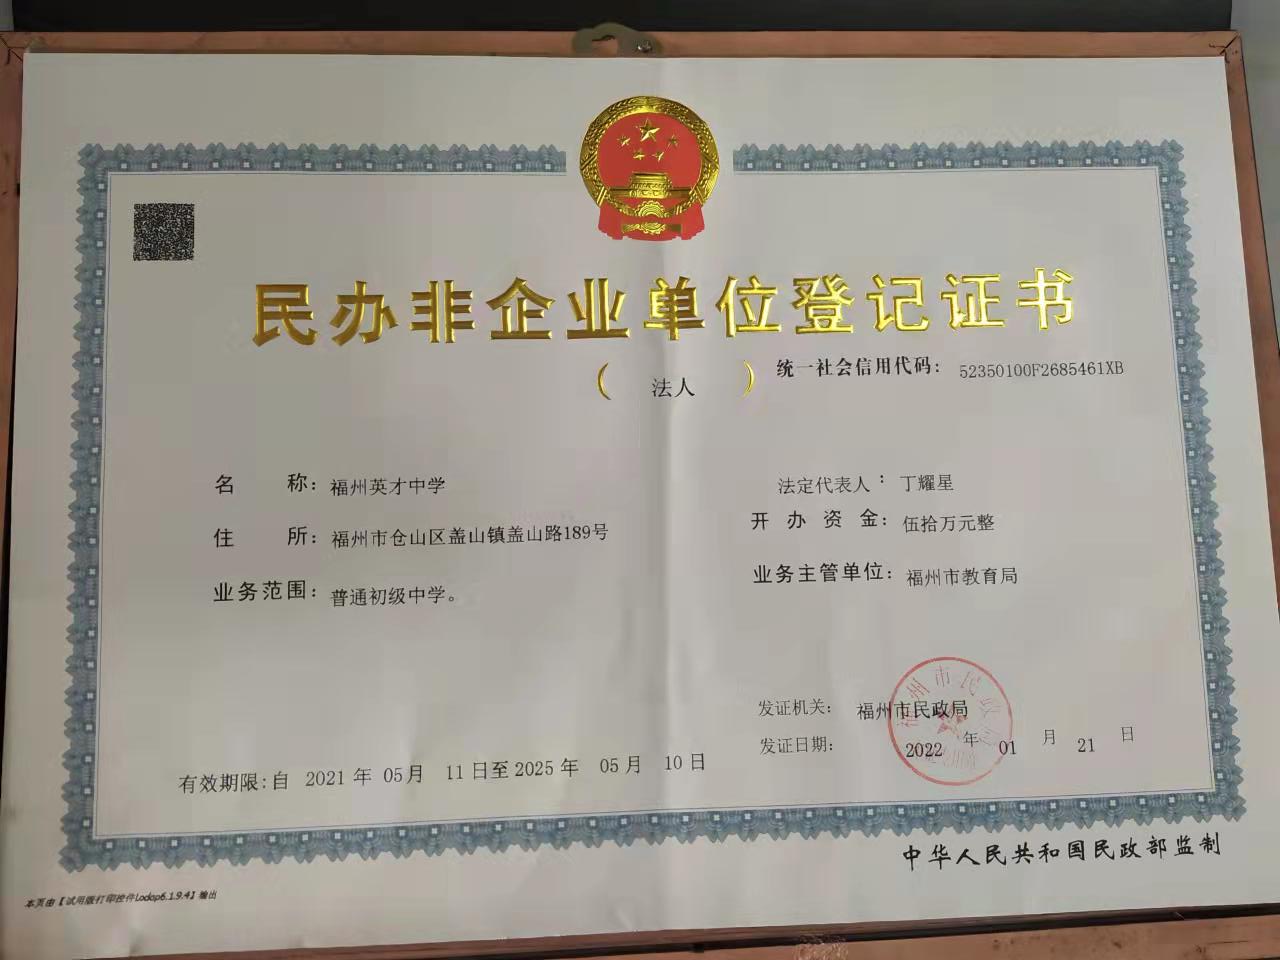 民办非企业单位登记证书
（ 法人 ）
统一社会信用代码： 52350100F2685461XB
名 称： 福州英才中学
法定代表人： 丁耀星
住 所： 福州市仓山区盖山镇盖山路189号
开办资金： 伍拾万元整
业务范围： 普通初级中学。
业务主管单位： 福州市教育局
发证机关： 福州市民政局
发证日期： 2022 年 01 月 21 日
福州市民政局
有效期限：自 2021 年 05月 11 日至 2025 年 05 月 10 日
中华人民共和国民政部监制
本页由【试用版打印控件Lodop6.1.9.4】输出